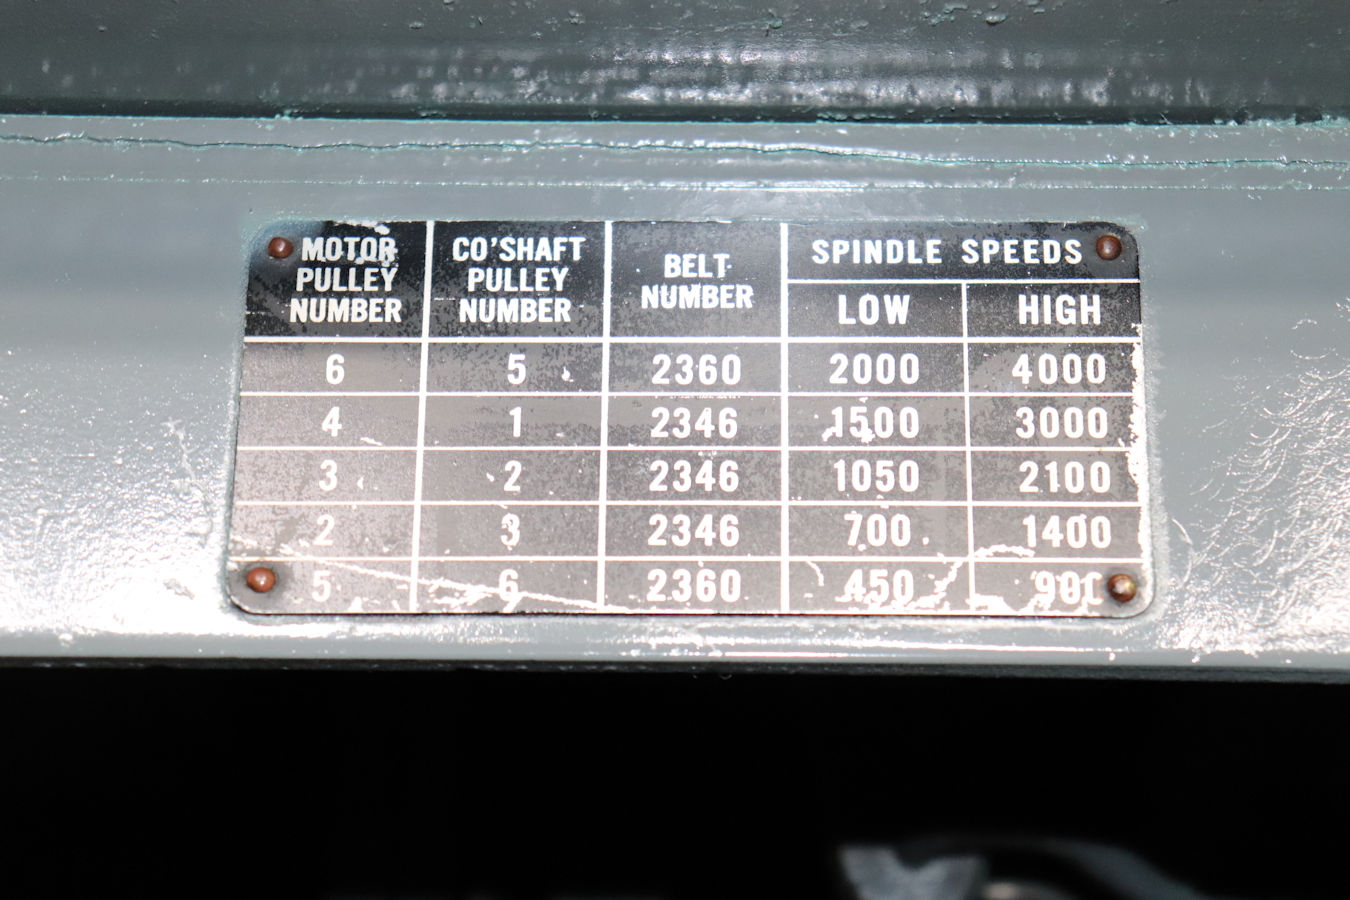 MOTOR PULLEY NUMBER CO'SHAFT PULLEY NUMBER BELT NUMBER SPINDLE SPEEDS
LOW HIGH
6 5 2360 2000 4000
4 1 2346 1500 3000
3 2 2346 1050 2100
2 3 2346 700 1400
5 6 2360 450 900